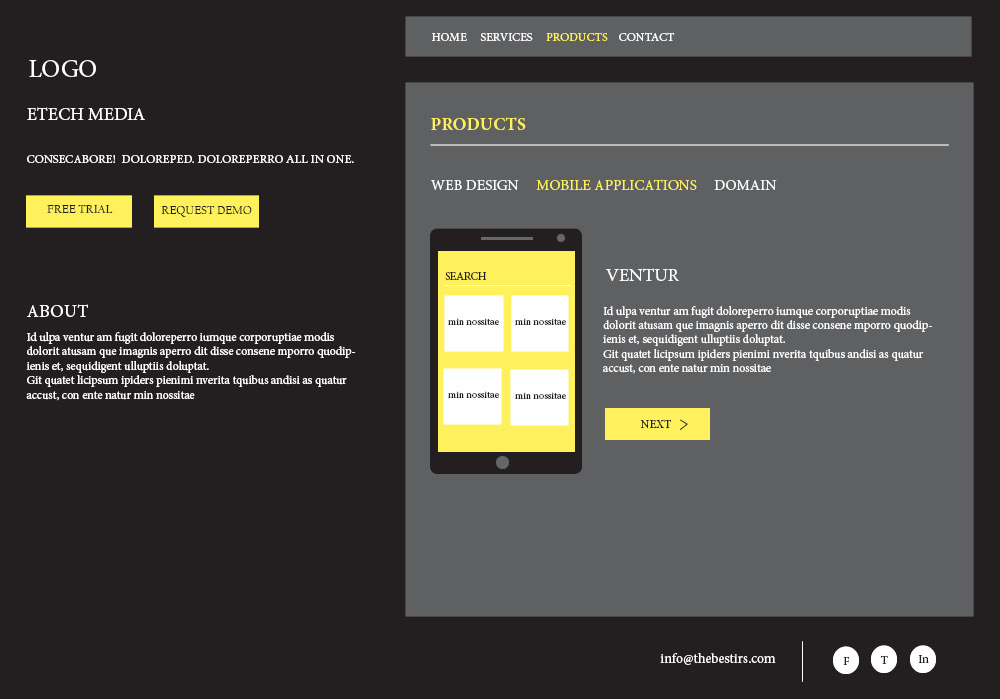 LOGO
ETECH MEDIA
CONSECABORE! DOLOREPED. DOLOREPERRO ALL IN ONE.
FREE TRIAL
REQUEST DEMO
ABOUT
Id ulpa ventur am fugit doloreperro iumque corporuptiae modis
dolorit atusam que imagnis aperro dit disse consene mporro quodip-
ienis et, sequidigent ulluptiis doluptat.
Git quatet licipsum ipiders pienimi nverita tquibus andisi as quatur
accust, con ente natur min nossitae
HOME SERVICES PRODUCTS CONTACT
PRODUCTS
WEB DESIGN MOBILE APPLICATIONS DOMAIN
SEARCH
min nossitae min nossitae
min nossitae min nossitae
VENTUR
Id ulpa ventur am fugit doloreperro iumque corporuptiae modis
dolorit atusam que imagnis aperro dit disse consene mporro quodip-
ienis et, sequidigent ulluptiis doluptat.
Git quatet licipsum ipiders pienimi nverita tquibus andisi as quatur
accust, con ente natur min nossitae
NEXT >
info@thebestirs.com
F T In